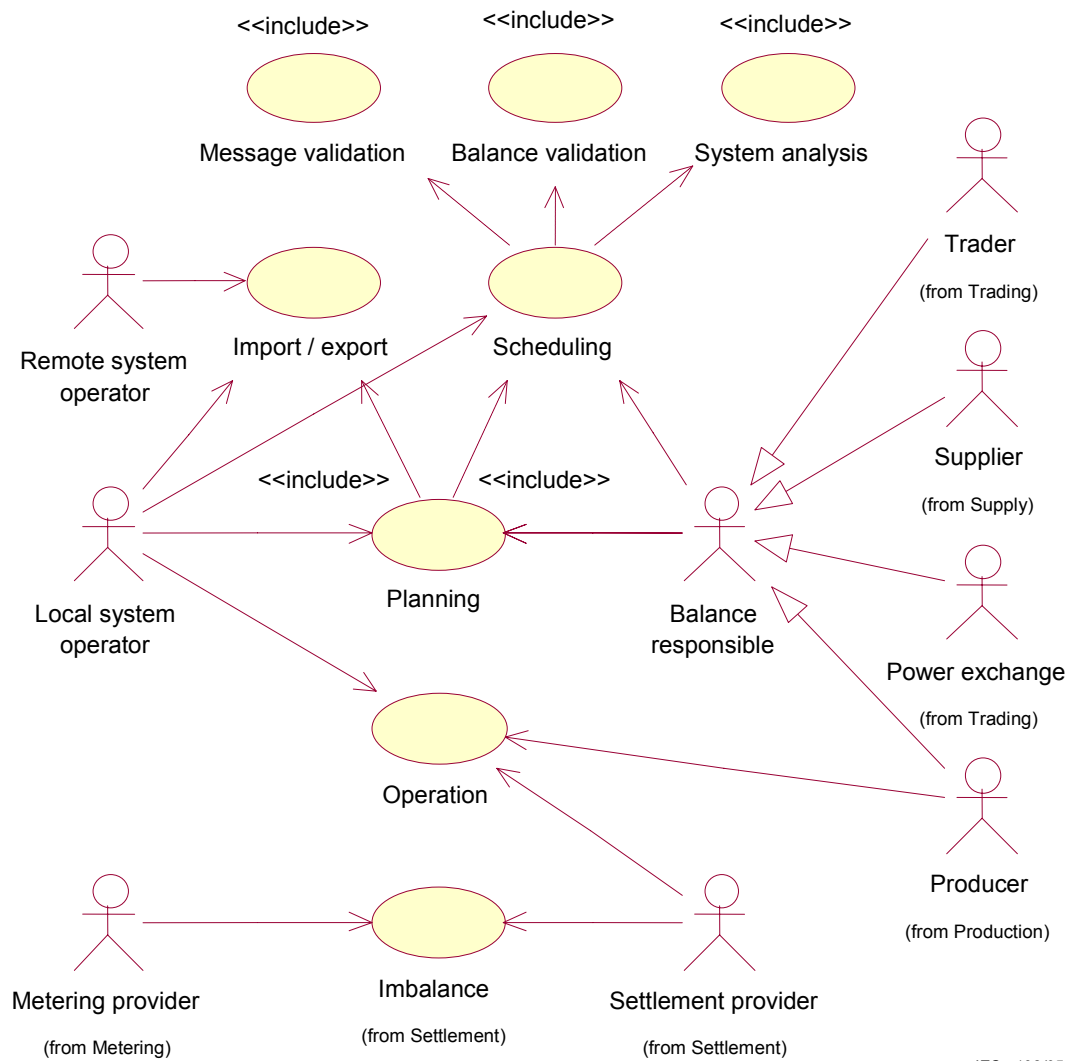 <<include>>
<<include>>
<<include>>
Message validation
Balance validation
System analysis
Trader
(from Trading)
Remote system
operator
Import / export
Scheduling
Supplier
(from Supply)
<<include>>
<<include>>
Local system
operator
Planning
Balance
responsible
Power exchange
(from Trading)
Operation
Producer
(from Production)
Metering provider
(from Metering)
Imbalance
(from Settlement)
Settlement provider
(from Settlement)